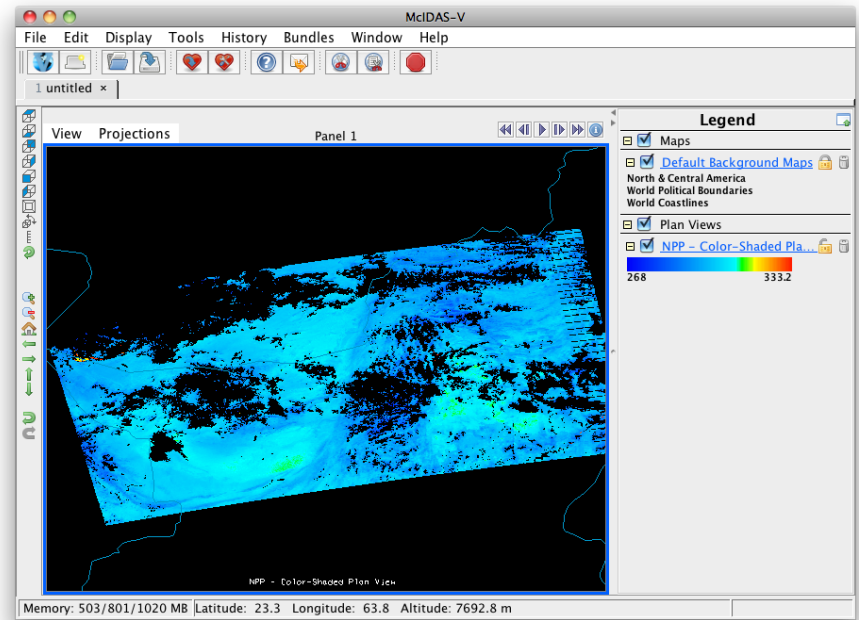 McIDAS-V
File Edit Display Tools History Bundles Window Help
1 untitled ×
View Projections
Panel 1
Legend
Maps
Default Background Maps
North & Central America
World Political Boundaries
World Coastlines
Plan Views
NPP - Color-Shaded Pla...
268 333.2
NPP - Color-Shaded Plan View
Memory: 503/801/1020 MB Latitude: 23.3 Longitude: 63.8 Altitude: 7692.8 m